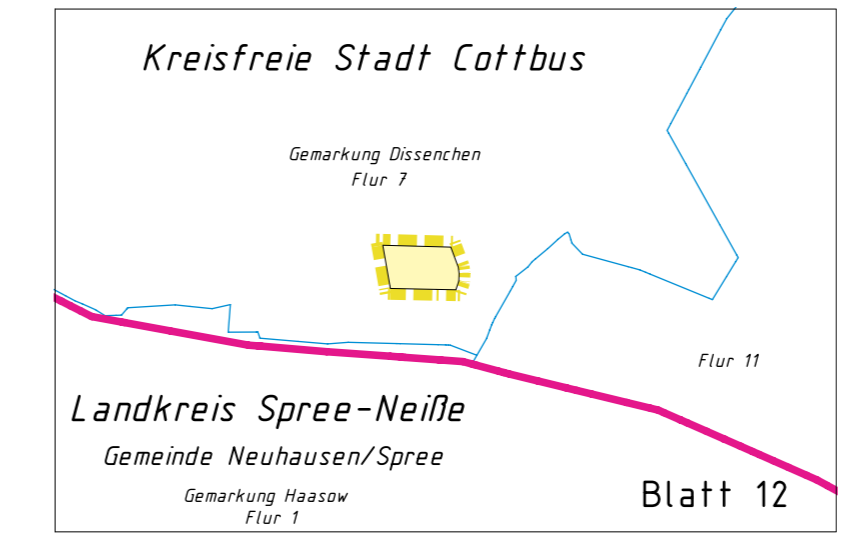 Kreisfreie Stadt Cottbus
Gemarkung Dissenchen
Flur 7
Flur 11
Landkreis Spree-Neiße
Gemeinde Neuhausen/Spree
Gemarkung Haasow
Flur 1
Blatt 12